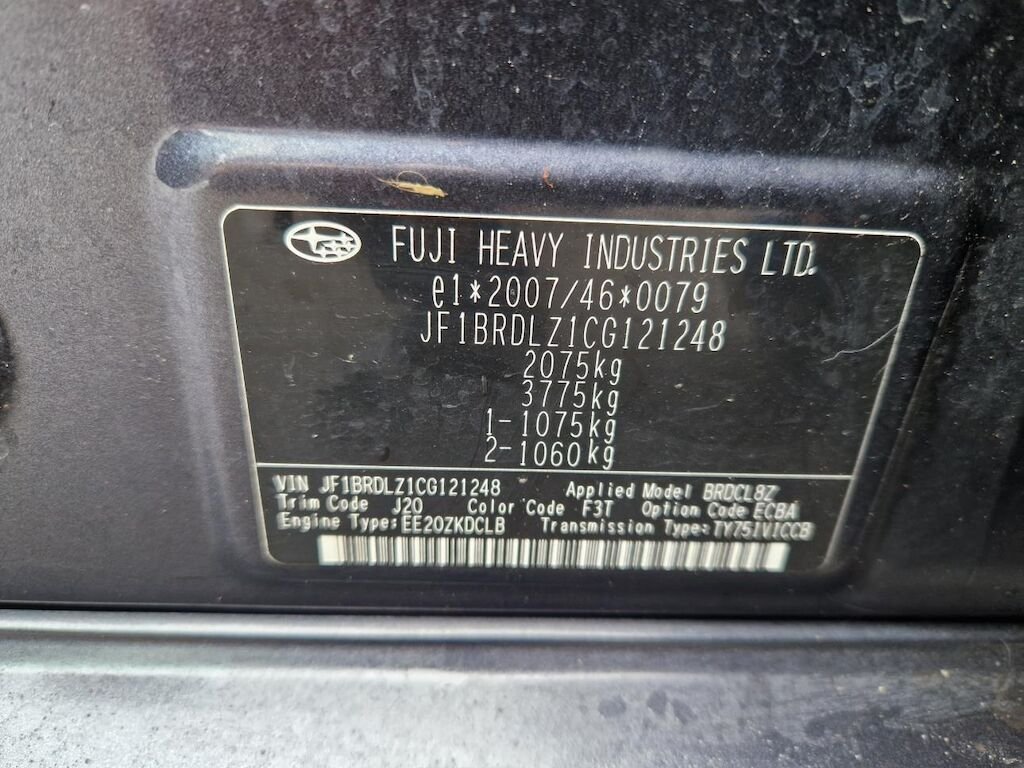 FUJI HEAVY INDUSTRIES LTD.
e1*2007/46*0079
JF1BRDLZ1CG121248
2075kg
3775kg
1-1075kg
2-1060kg
VIN JF1BRDLZ1CG121248 Applied Model BRDCL8Z
Trim Code J20 Color Code F3T Option Code ECBA
Engine Type: EE20ZKDCLB Transmission Type: TY751VICCB